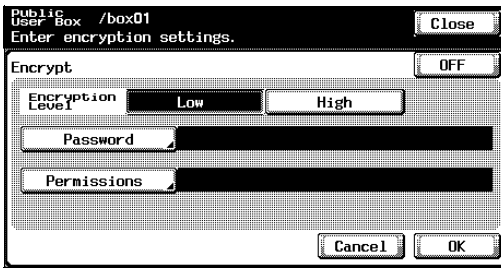 Public
User Box /box01
Close
Enter encryption settings.
Encrypt
OFF
Encryption
Level
Low
High
Password
Permissions
Cancel
OK